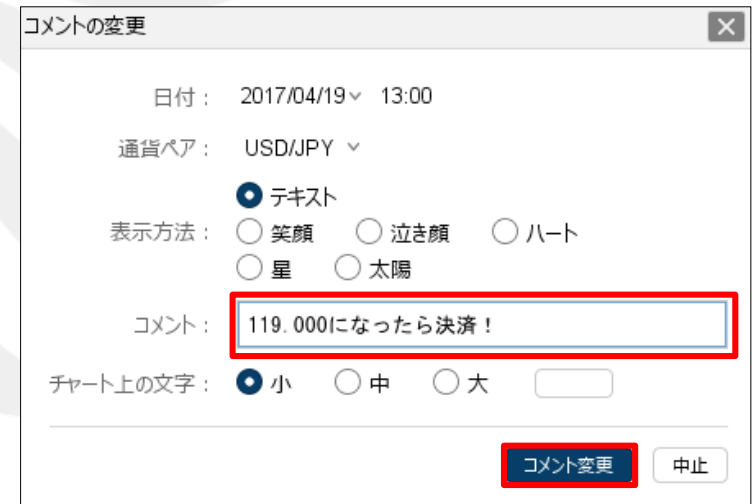 コメントの変更
日付： 2017/04/19 13:00
通貨ペア： USD/JPY
テキスト
表示方法： 笑顔 泣き顔 ハート
星 太陽
コメント： 119.000になったら決済！
チャート上の文字： 小 中 大
コメント変更 中止